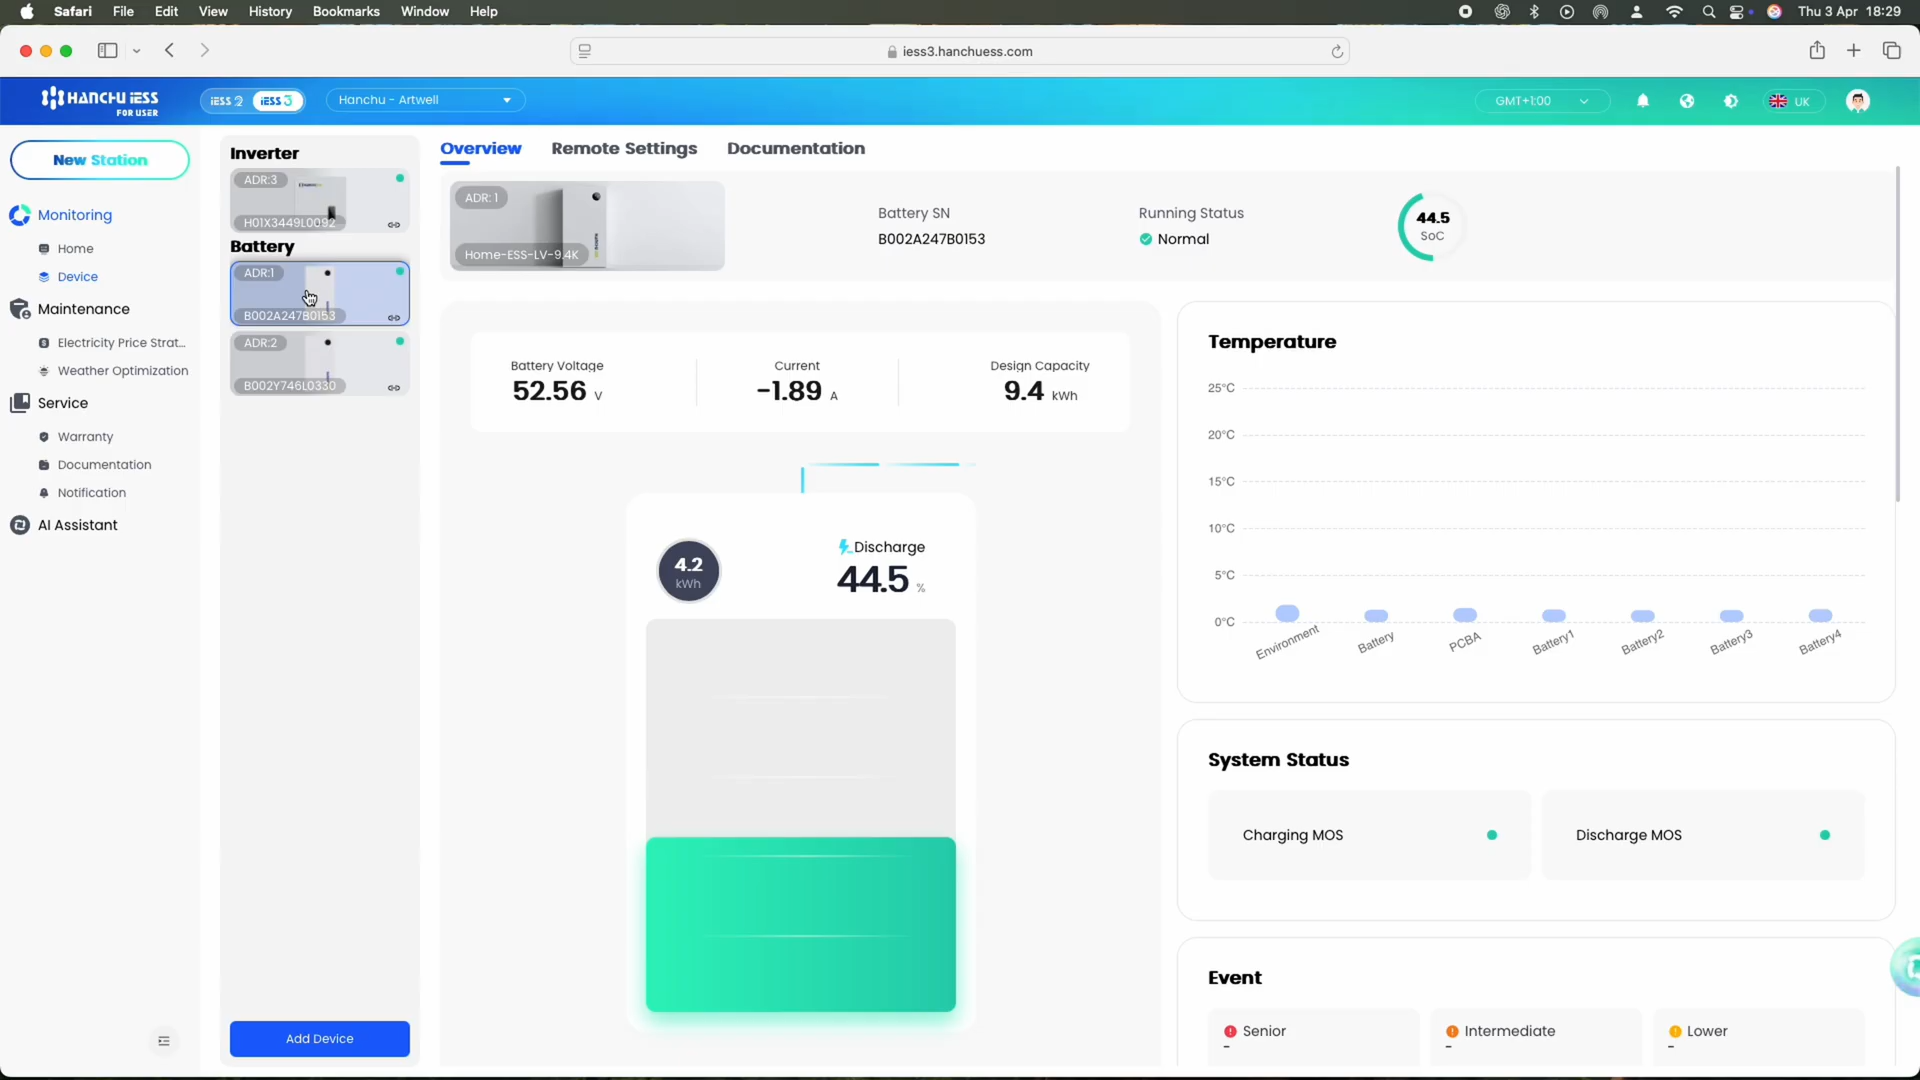 Safari File Edit View History Bookmarks Window Help Thu 3 Apr 18:29
iess3.hanchuess.com
HANCHU iESS
FOR USER
iESS 2 iESS 3
Hanchu - Artwell
GMT+1:00
UK
New Station
Monitoring
Home
Device
Maintenance
Electricity Price Strat...
Weather Optimization
Service
Warranty
Documentation
Notification
AI Assistant
Inverter
ADR:3
H01X3449L0092
Battery
ADR:1
B002A247B0153
ADR:2
B002Y746L0330
Add Device
Overview Remote Settings Documentation
ADR: 1
Home-ESS-LV-9.4K
Battery SN
B002A247B0153
Running Status
Normal
44.5
SoC
Battery Voltage
52.56 V
Current
-1.89 A
Design Capacity
9.4 kWh
4.2
kWh
Discharge
44.5 %
Temperature
25°C
20°C
15°C
10°C
5°C
0°C
Environment Battery PCBA Battery1 Battery2 Battery3 Battery4
System Status
Charging MOS
Discharge MOS
Event
Senior
-
Intermediate
-
Lower
-